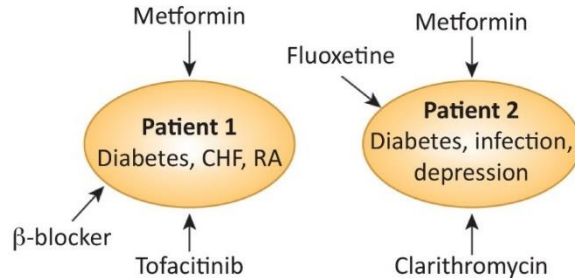 Metformin
Patient 1
Diabetes, CHF, RA
β-blocker
Tofacitinib
Metformin
Fluoxetine
Patient 2
Diabetes, infection,
depression
Clarithromycin